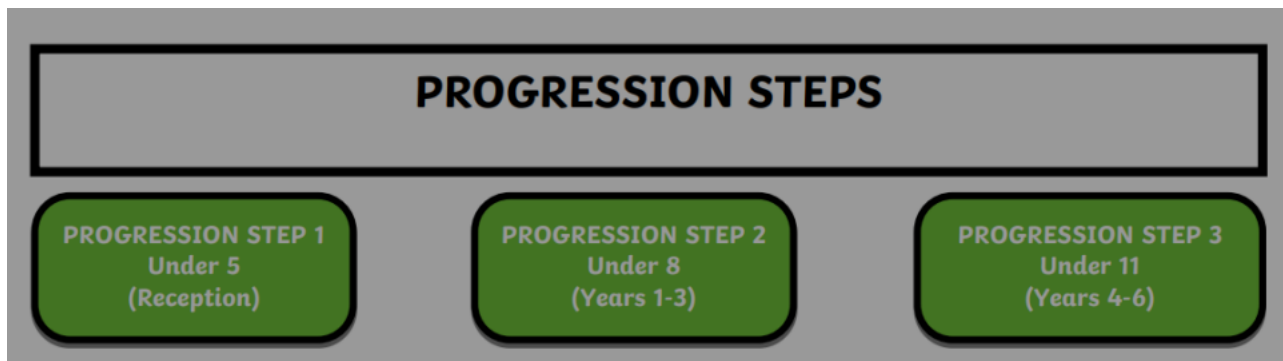 PROGRESSION STEPS
PROGRESSION STEP 1
Under 5
(Reception)
PROGRESSION STEP 2
Under 8
(Years 1-3)
PROGRESSION STEP 3
Under 11
(Years 4-6)